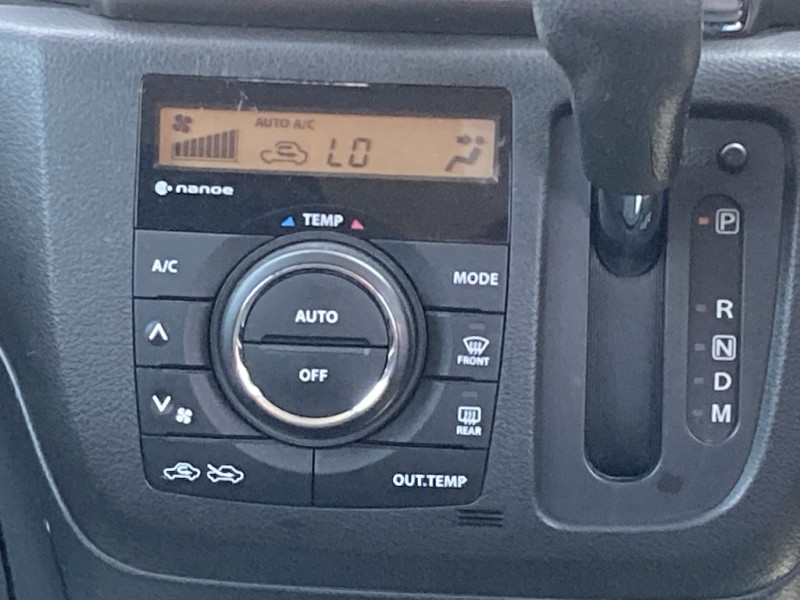 AUTO A/C
LO
nanoe
TEMP
A/C
MODE
AUTO
OFF
FRONT
REAR
OUT.TEMP
P
R
N
D
M